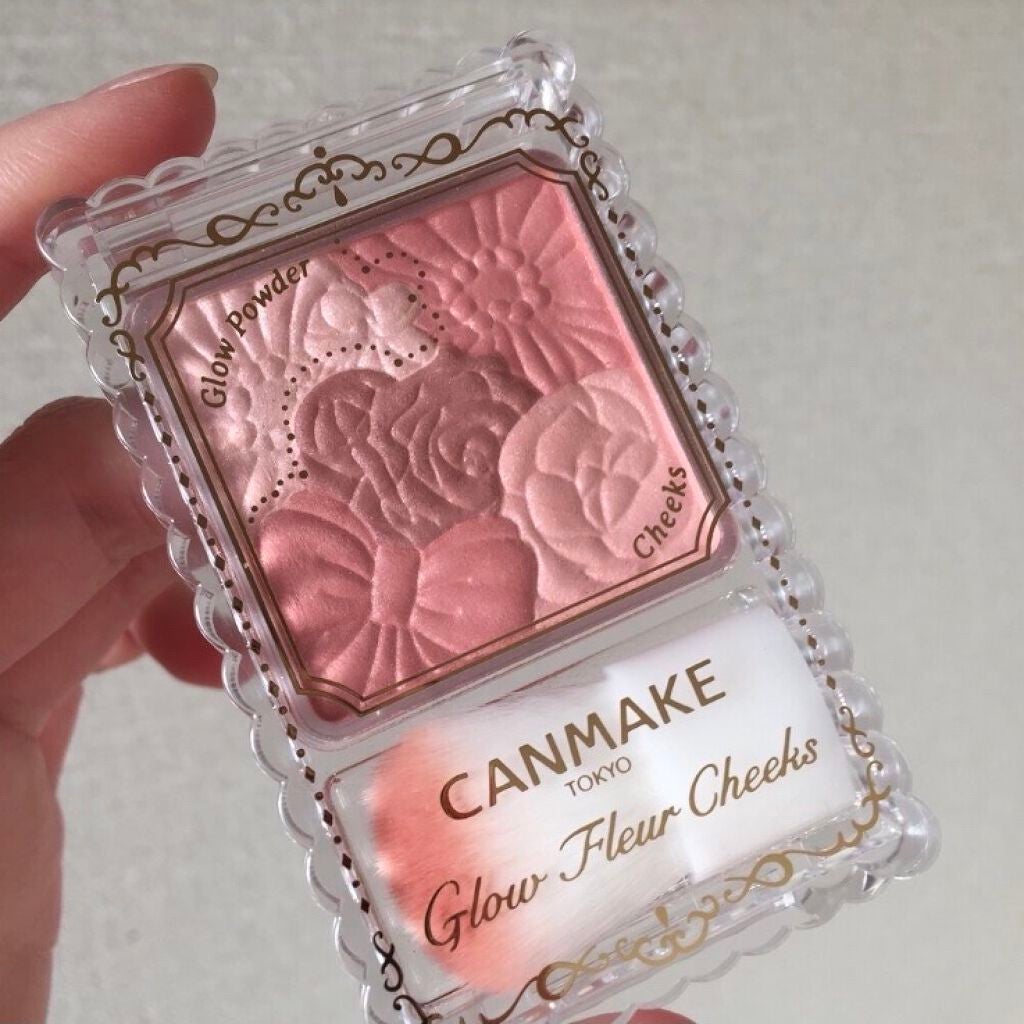 Glow Powder
Cheeks
CANMAKE
TOKYO
Glow Fleur Cheeks